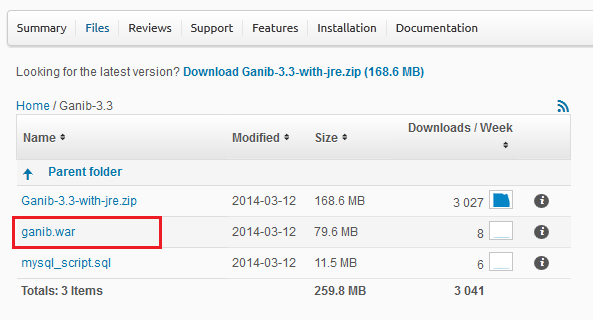 Summary Files Reviews Support Features Installation Documentation
Looking for the latest version? Download Ganib-3.3-with-jre.zip (168.6 MB)
Home / Ganib-3.3
Name Modified Size Downloads / Week
Parent folder
Ganib-3.3-with-jre.zip 2014-03-12 168.6 MB 3 027
ganib.war 2014-03-12 79.6 MB 8
mysql_script.sql 2014-03-12 11.5 MB 6
Totals: 3 Items 259.8 MB 3 041